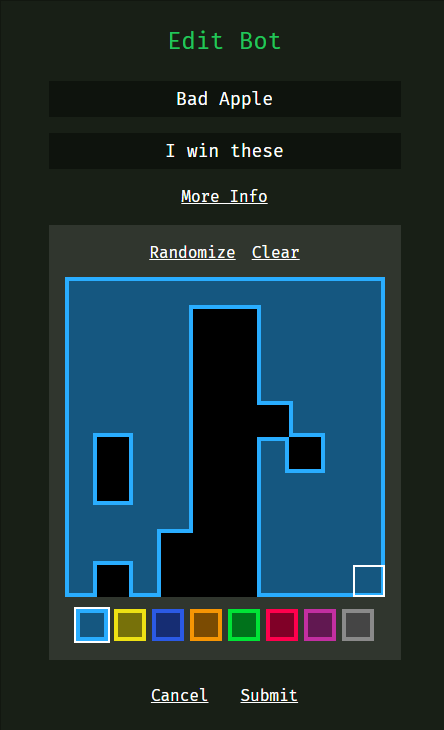 Edit Bot
Bad Apple
I win these
More Info
Randomize Clear
Cancel Submit